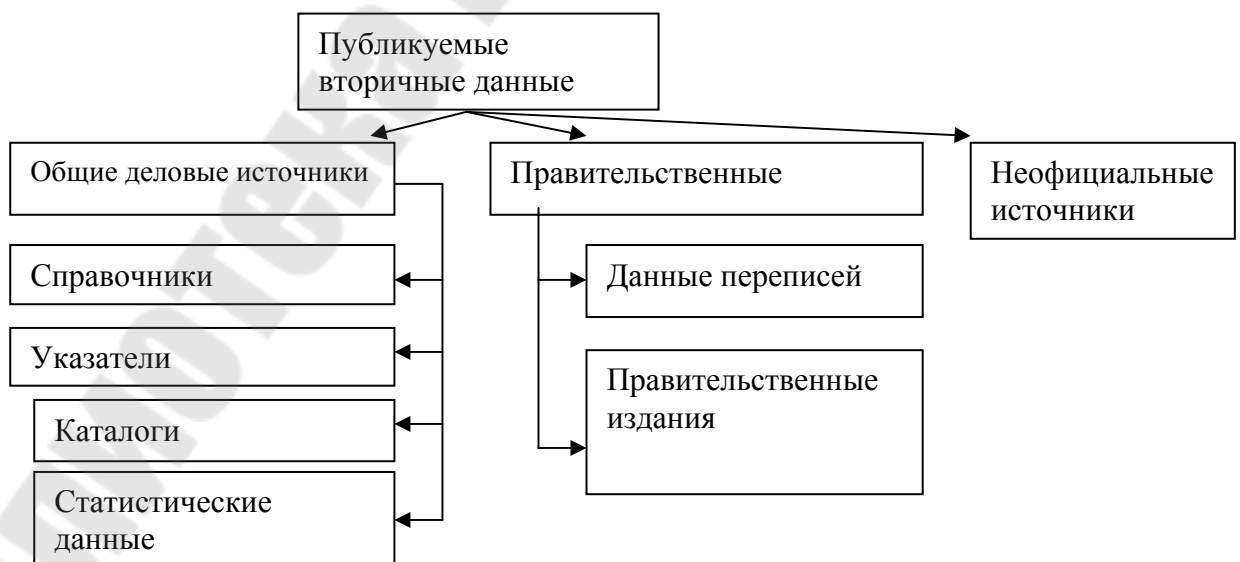 Публикуемые
вторичные данные
Общие деловые источники
Правительственные
Неофициальные
источники
Справочники
Данные переписей
Указатели
Правительственные
издания
Каталоги
Статистические
данные